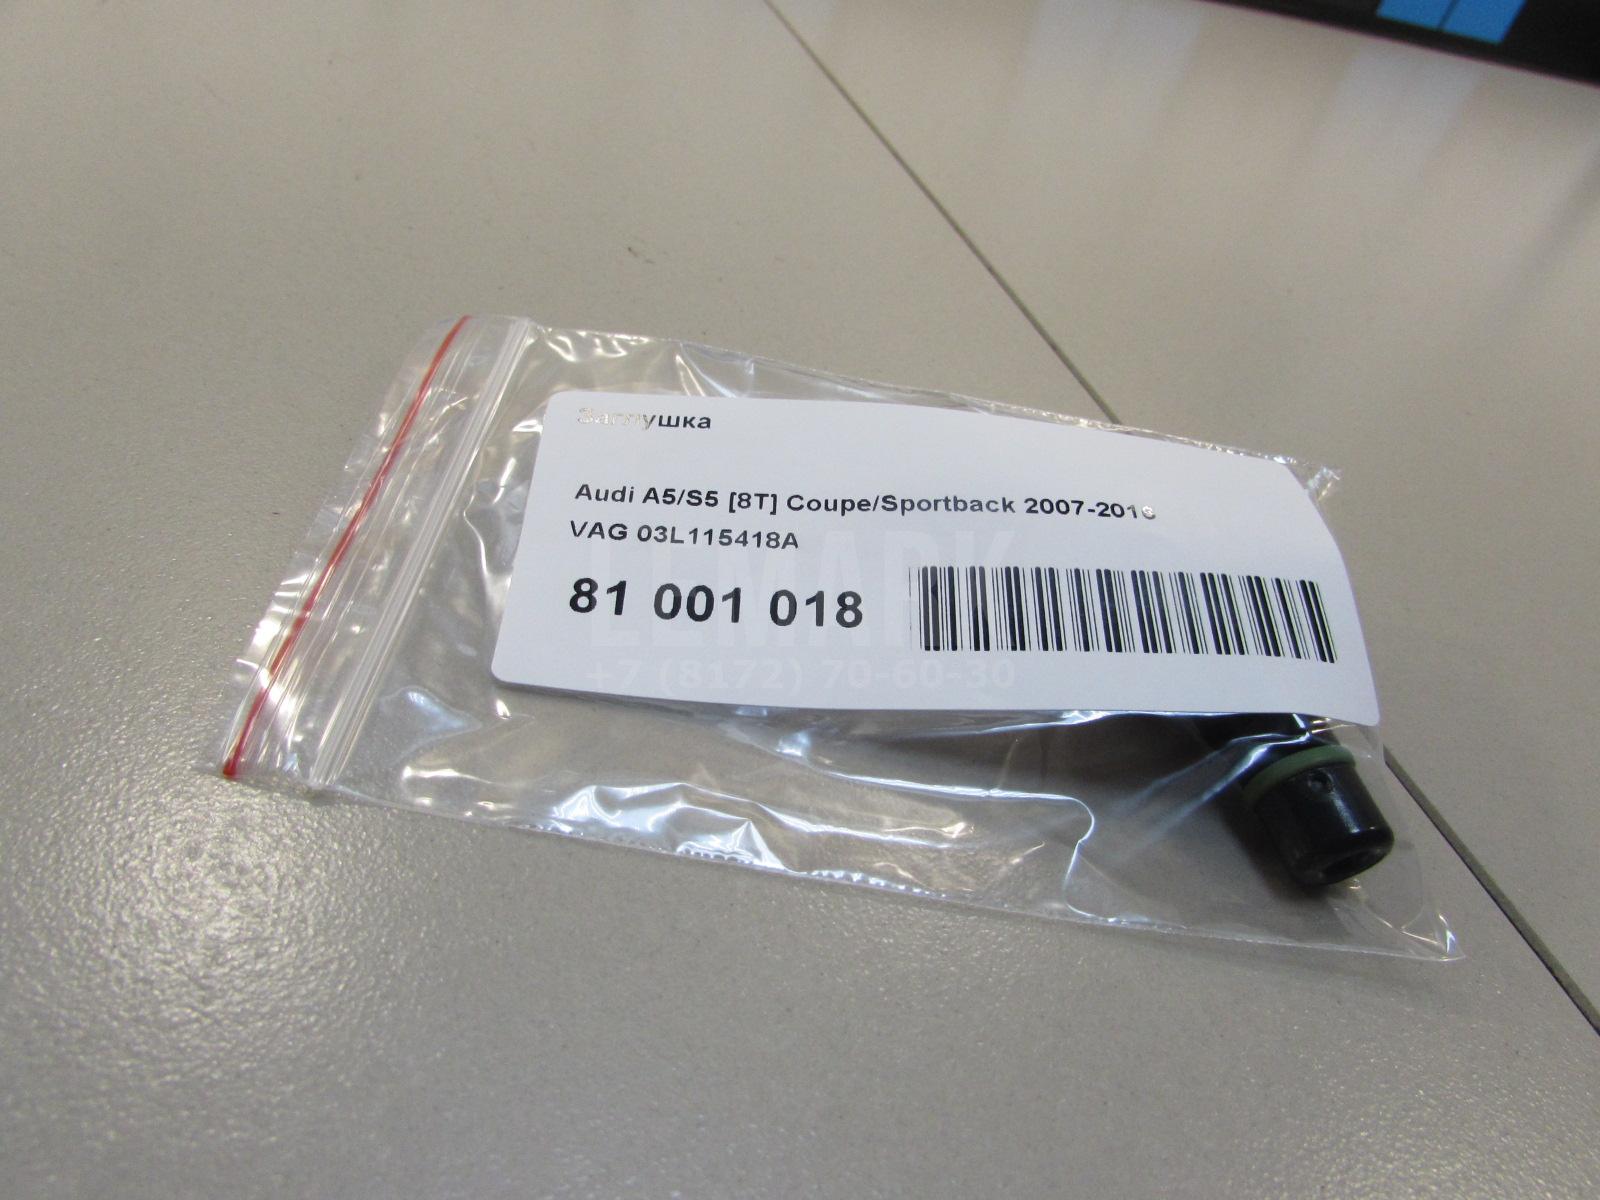 Заглушка
Audi A5/S5 [8T] Coupe/Sportback 2007-2016
VAG 03L115418A
81 001 018
+7 (8172) 70-60-30